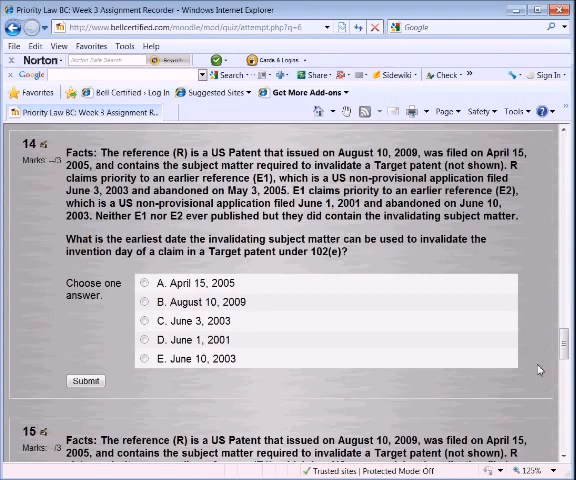 Priority Law BC: Week 3 Assignment Recorder - Windows Internet Explorer
http://www.bellcertified.com/moodle/mod/quiz/attempt.php?q=6
Google
File Edit View Favorites Tools Help
x Norton Norton Safe Search Search Cards & Logins
x Google Search Share Sidewiki Check Sign In
Favorites Bell Certified ~ Log In Suggested Sites Get More Add-ons
Priority Law BC: Week 3 Assignment R... Page Safety Tools
14
Marks: --/3
Facts: The reference (R) is a US Patent that issued on August 10, 2009, was filed on April 15,
2005, and contains the subject matter required to invalidate a Target patent (not shown). R
claims priority to an earlier reference (E1), which is a US non-provisional application filed
June 3, 2003 and abandoned on May 3, 2005. E1 claims priority to an earlier reference (E2),
which is a US non-provisional application filed June 1, 2001 and abandoned on June 10,
2003. Neither E1 nor E2 ever published but they did contain the invalidating subject matter.
What is the earliest date the invalidating subject matter can be used to invalidate the
invention day of a claim in a Target patent under 102(e)?
Choose one
answer.
A. April 15, 2005
B. August 10, 2009
C. June 3, 2003
D. June 1, 2001
E. June 10, 2003
Submit
15
Marks: --/3
Facts: The reference (R) is a US Patent that issued on August 10, 2009, was filed on April 15,
2005, and contains the subject matter required to invalidate a Target patent (not shown). R
Trusted sites | Protected Mode: Off 125%